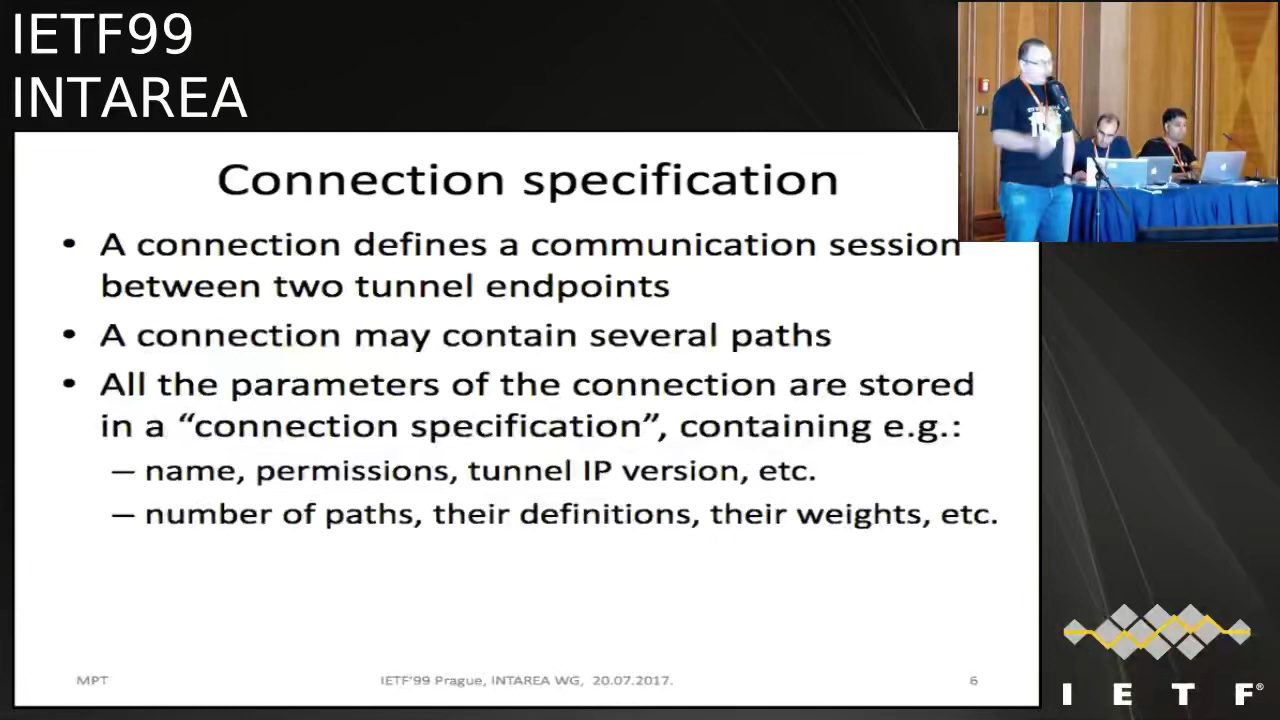 IETF99
INTAREA
Connection specification
• A connection defines a communication session
between two tunnel endpoints
• A connection may contain several paths
• All the parameters of the connection are stored
in a “connection specification”, containing e.g.:
– name, permissions, tunnel IP version, etc.
– number of paths, their definitions, their weights, etc.
MPT
IETF'99 Prague, INTAREA WG, 20.07.2017.
6
I E T F®